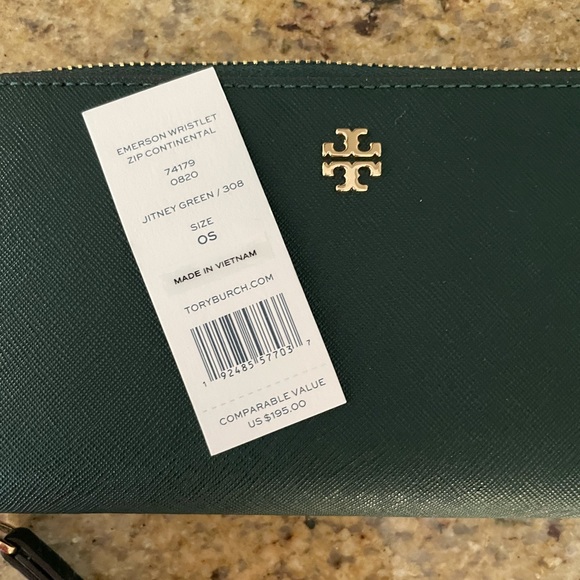 EMERSON WRISTLET
ZIP CONTINENTAL
74179
0820
JITNEY GREEN / 308
SIZE
OS
MADE IN VIETNAM
TORYBURCH.COM
1 92485 57703 7
COMPARABLE VALUE
US $195.00